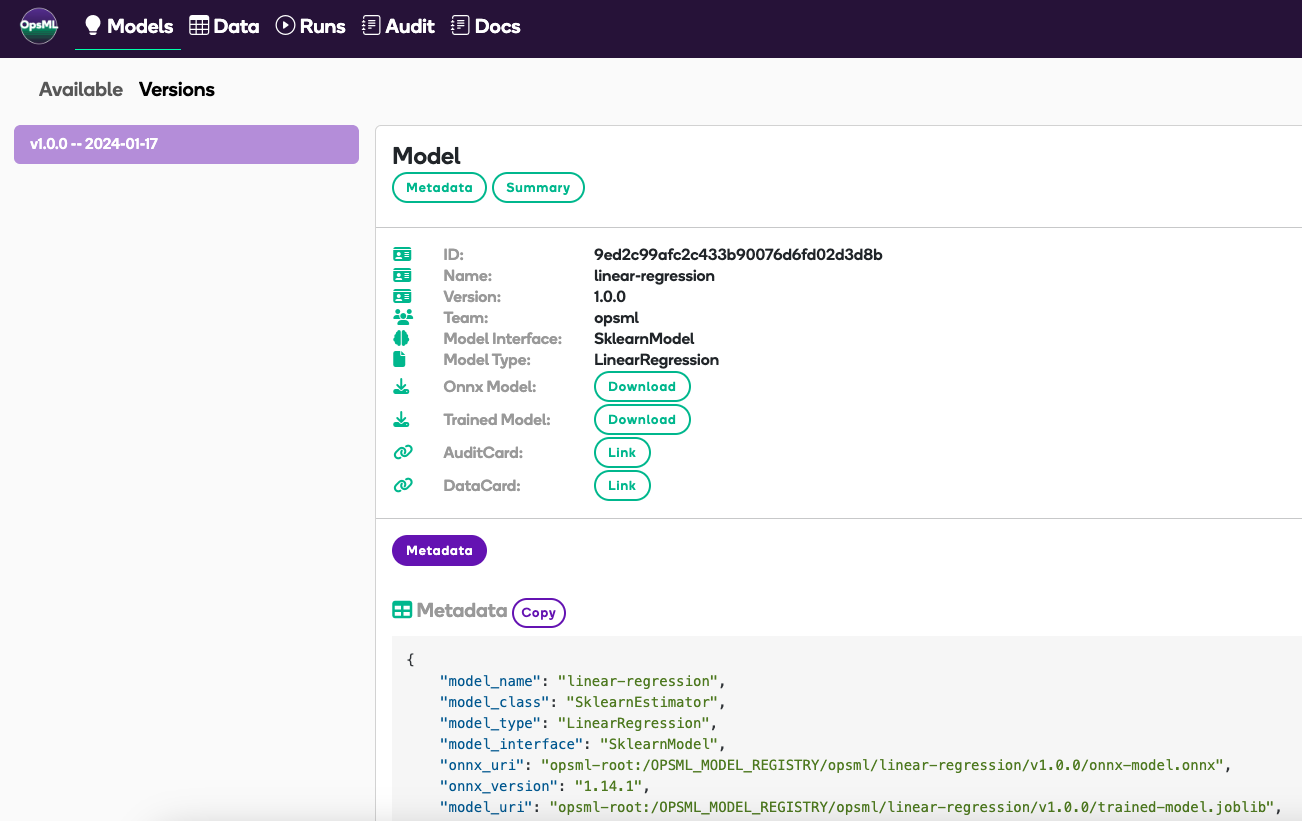 OpsML Models Data Runs Audit Docs
Available Versions
v1.0.0 -- 2024-01-17
Model
Metadata Summary
ID: 9ed2c99afc2c433b90076d6fd02d3d8b
Name: linear-regression
Version: 1.0.0
Team: opsml
Model Interface: SklearnModel
Model Type: LinearRegression
Onnx Model: Download
Trained Model: Download
AuditCard: Link
DataCard: Link
Metadata
Metadata Copy
{
"model_name": "linear-regression",
"model_class": "SklearnEstimator",
"model_type": "LinearRegression",
"model_interface": "SklearnModel",
"onnx_uri": "opsml-root:/OPSML_MODEL_REGISTRY/opsml/linear-regression/v1.0.0/onnx-model.onnx",
"onnx_version": "1.14.1",
"model_uri": "opsml-root:/OPSML_MODEL_REGISTRY/opsml/linear-regression/v1.0.0/trained-model.joblib",